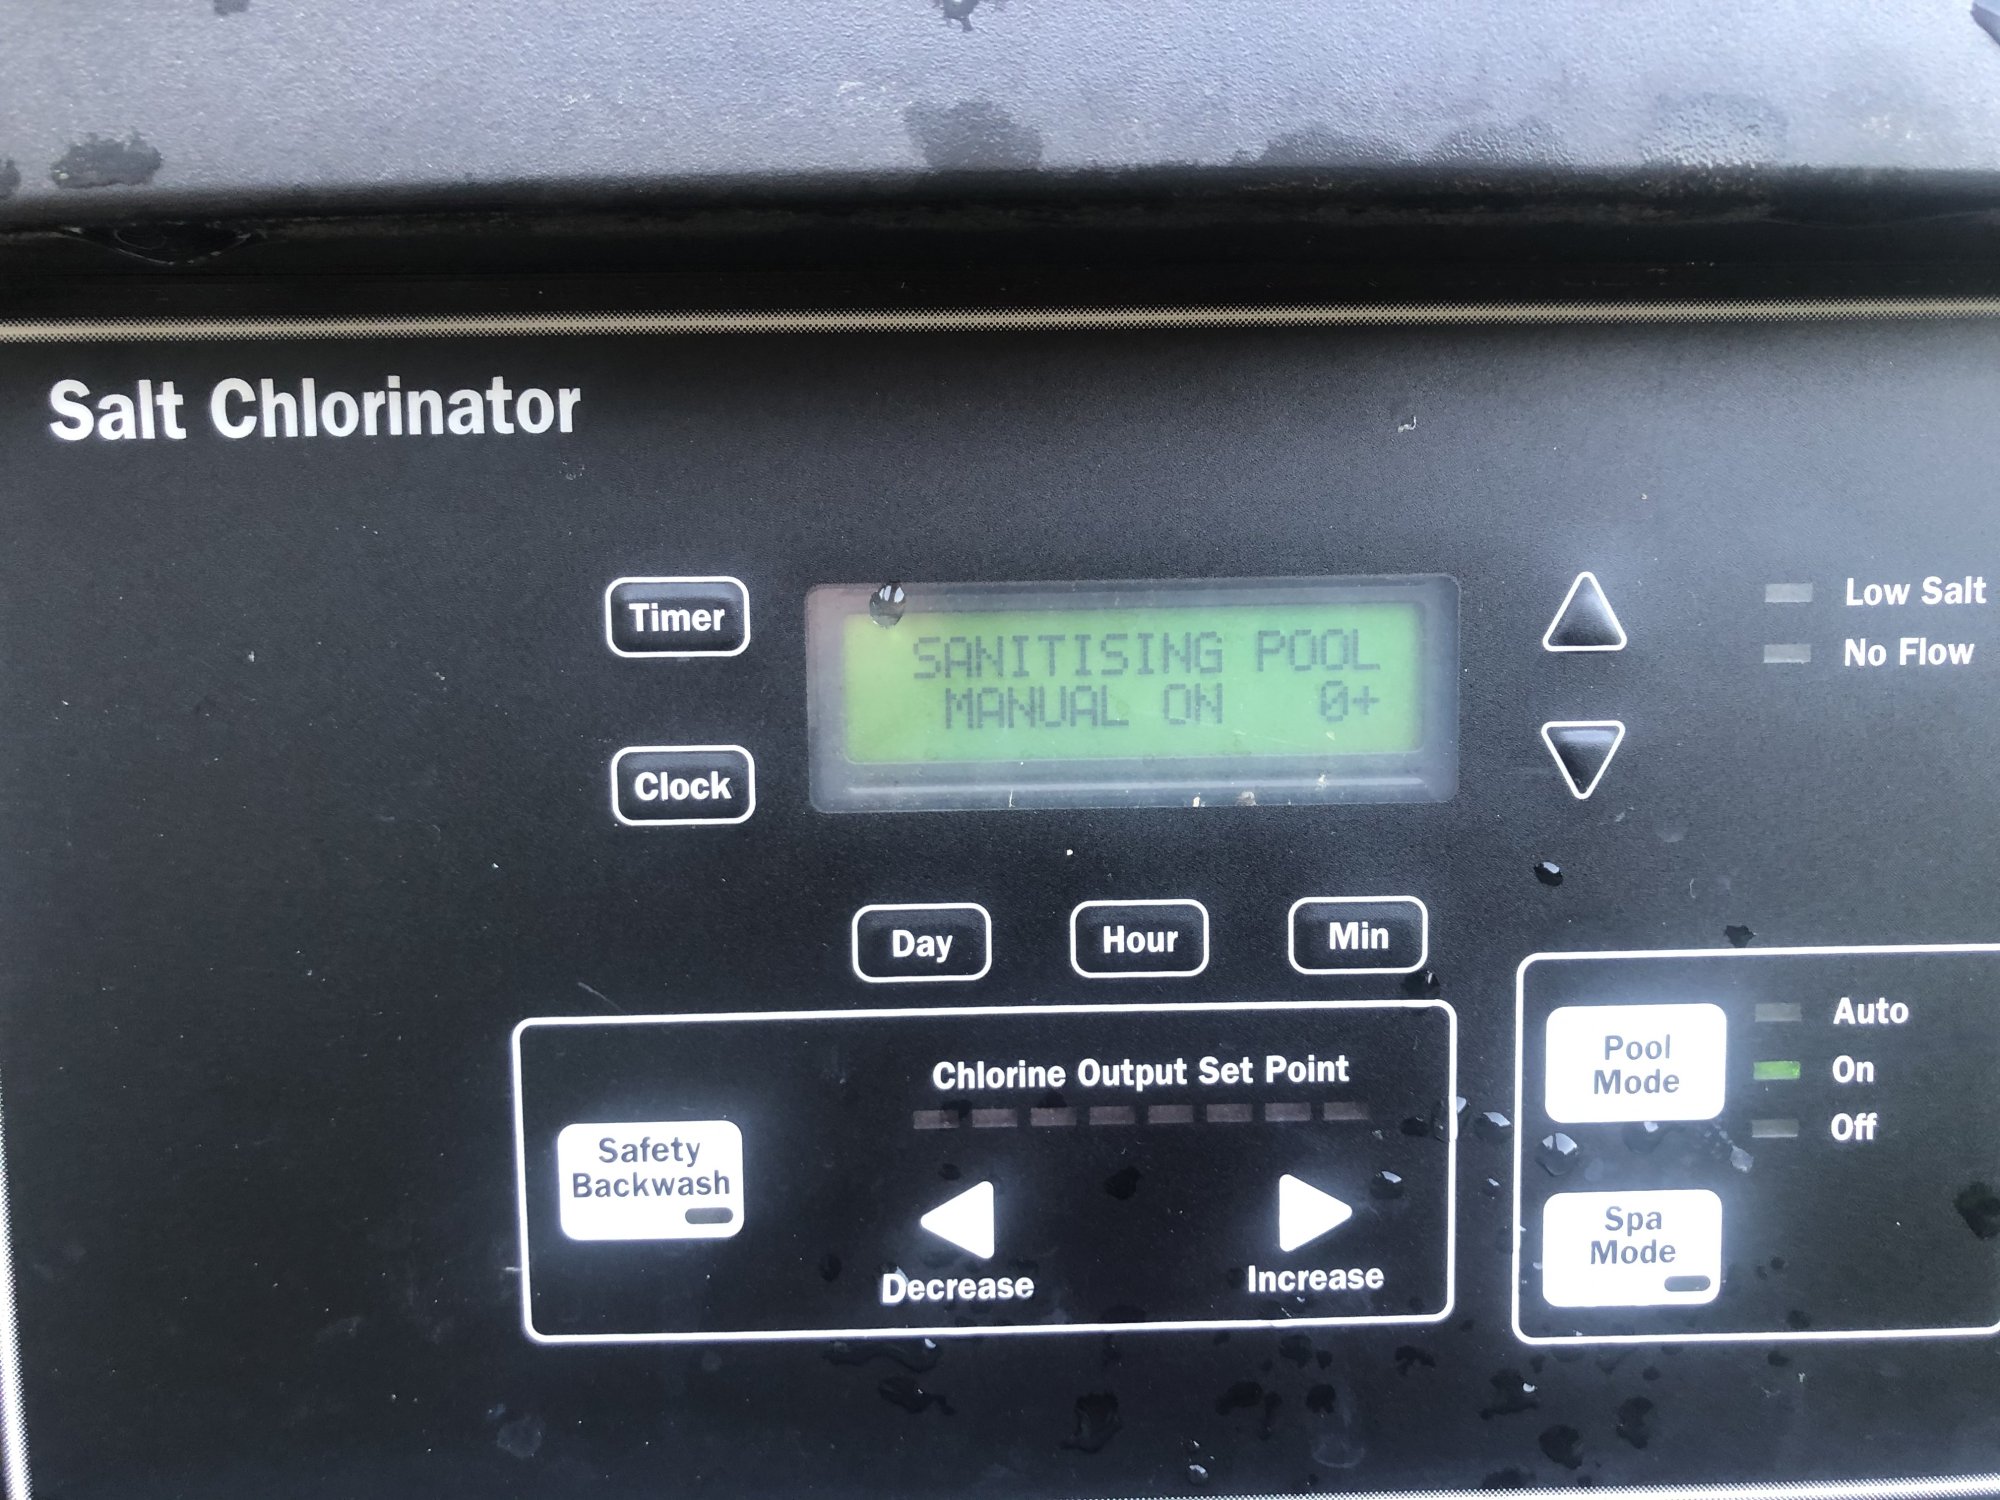 Salt Chlorinator
Timer
SANITISING POOL
MANUAL ON 0+
Low Salt
No Flow
Clock
Day
Hour
Min
Chlorine Output Set Point
Safety
Backwash
Decrease
Increase
Pool
Mode
Auto
On
Off
Spa
Mode